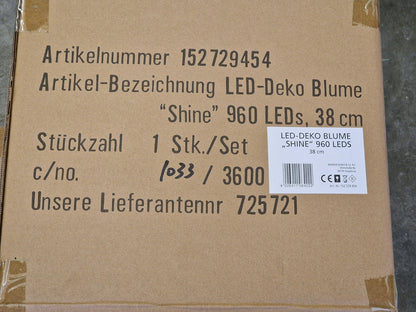 Artikelnummer 152729454
Artikel-Bezeichnung LED-Deko Blume
“Shine” 960 LEDs, 38 cm
Stückzahl 1 Stk./Set
c/no. 1033 / 3600
Unsere Lieferantennr 725721
LED-DEKO BLUME
„SHINE“ 960 LEDS
38 cm